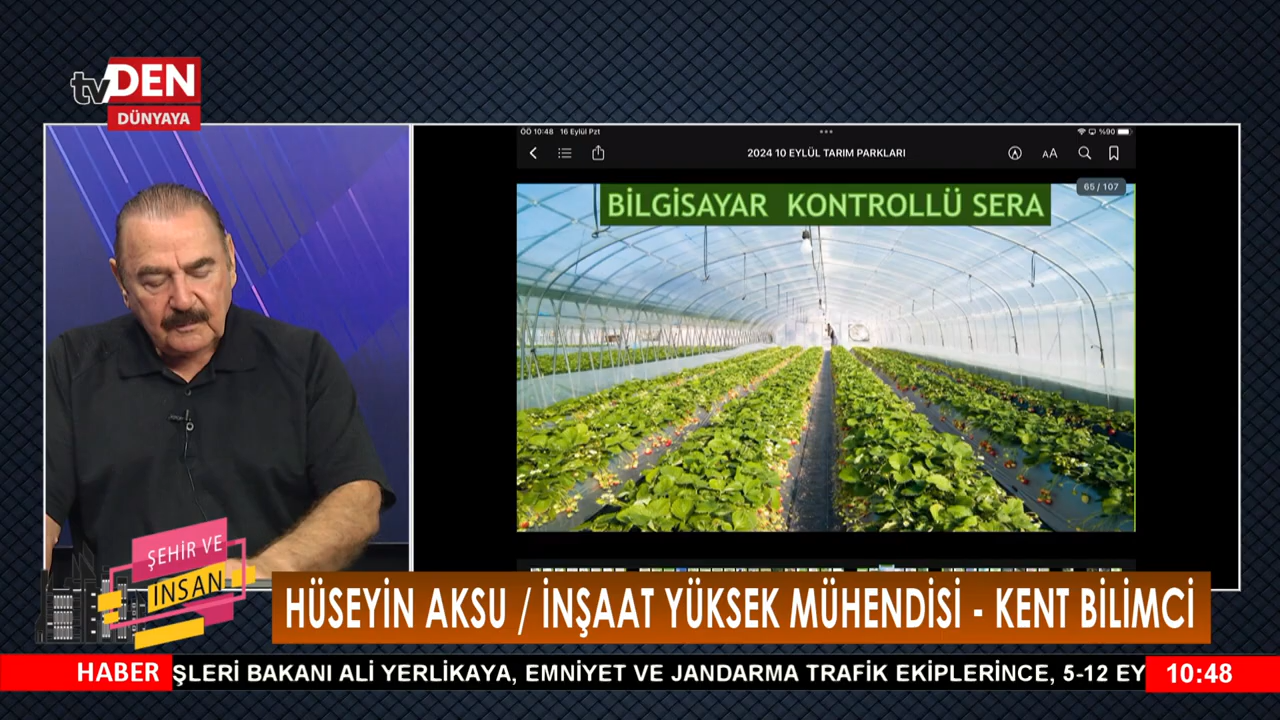 tvDEN
DÜNYAYA
ÖÖ 10:48 16 Eylül Pzt
%90
2024 10 EYLÜL TARIM PARKLARI
AA
65 / 107
BİLGİSAYAR KONTROLLÜ SERA
ŞEHİR VE
İNSAN
HÜSEYİN AKSU / İNŞAAT YÜKSEK MÜHENDİSİ - KENT BİLİMCİ
HABER
ŞLERİ BAKANI ALİ YERLİKAYA, EMNİYET VE JANDARMA TRAFİK EKİPLERİNCE, 5-12 EY
10:48